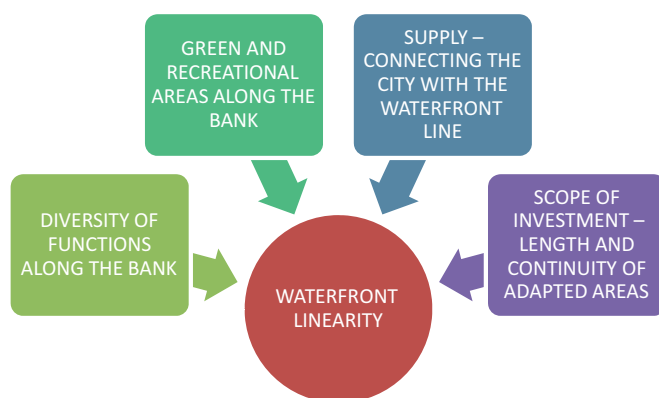 GREEN AND
RECREATIONAL
AREAS ALONG THE
BANK
SUPPLY –
CONNECTING THE
CITY WITH THE
WATERFRONT
LINE
DIVERSITY OF
FUNCTIONS
ALONG THE BANK
SCOPE OF
INVESTMENT –
LENGTH AND
CONTINUITY OF
ADAPTED AREAS
WATERFRONT
LINEARITY